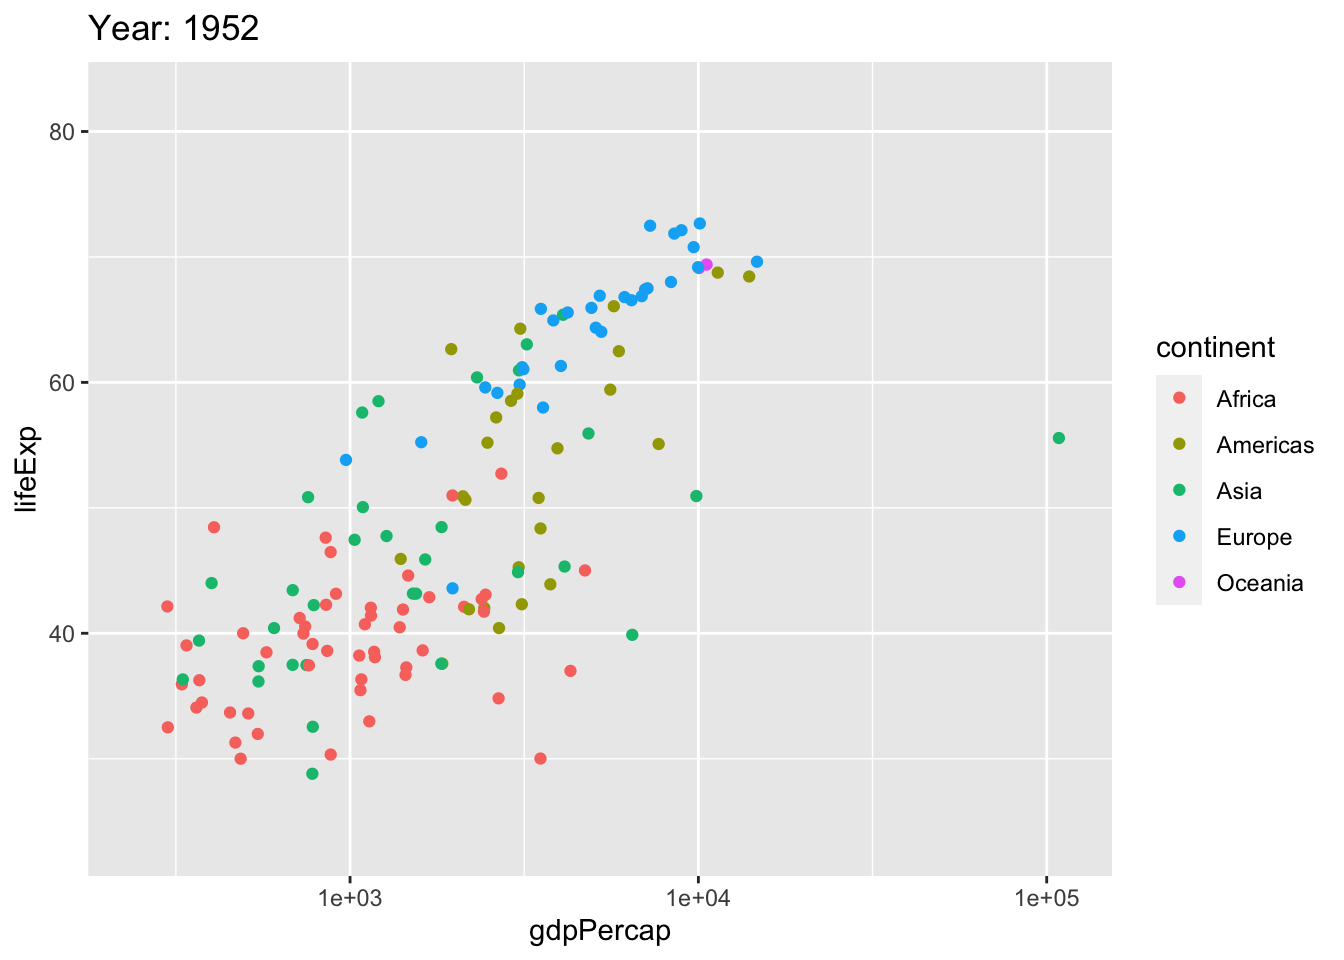 Year: 1952
80
60
40
lifeExp
1e+03
1e+04
1e+05
gdpPercap
continent
Africa
Americas
Asia
Europe
Oceania